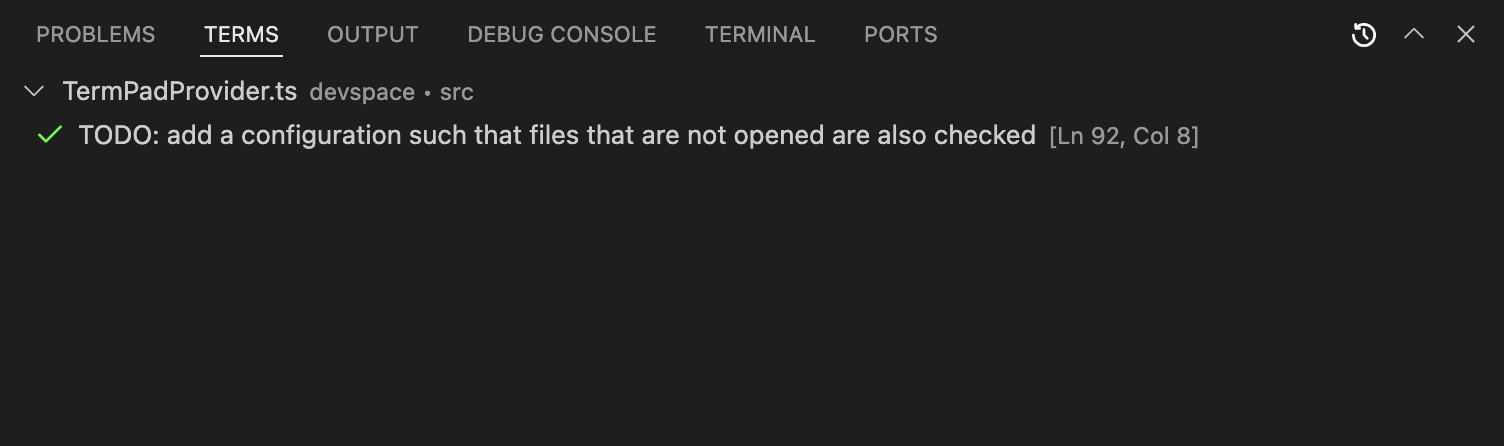 PROBLEMS TERMS OUTPUT DEBUG CONSOLE TERMINAL PORTS
TermPadProvider.ts devspace • src
TODO: add a configuration such that files that are not opened are also checked [Ln 92, Col 8]